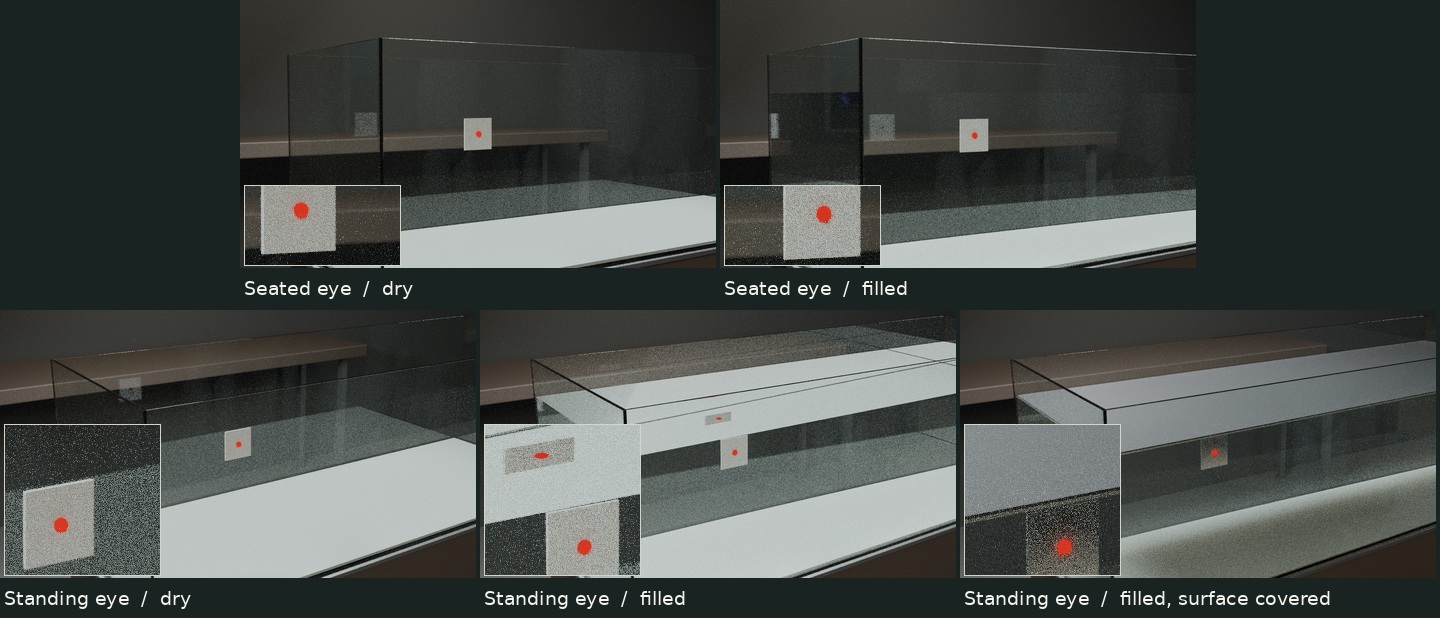 Seated eye / dry
Seated eye / filled
Standing eye / dry
Standing eye / filled
Standing eye / filled, surface covered